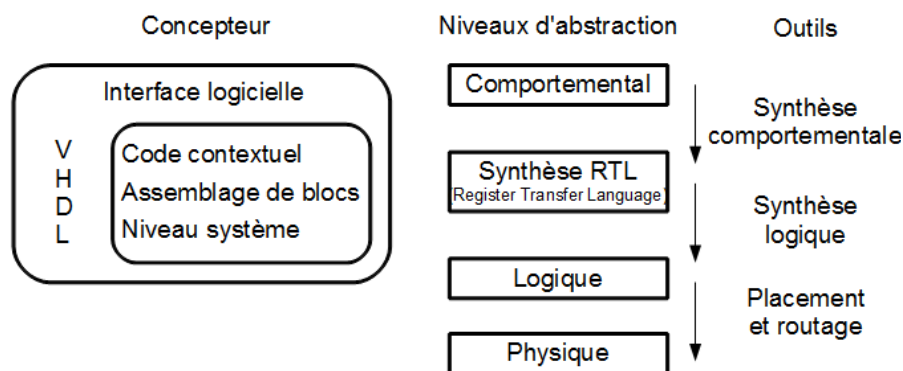 Concepteur
Interface logicielle
V
H
D
L
Code contextuel
Assemblage de blocs
Niveau système
Niveaux d'abstraction
Comportemental
Synthèse RTL
(Register Transfer Language)
Logique
Physique
Outils
Synthèse
comportementale
Synthèse
logique
Placement
et routage